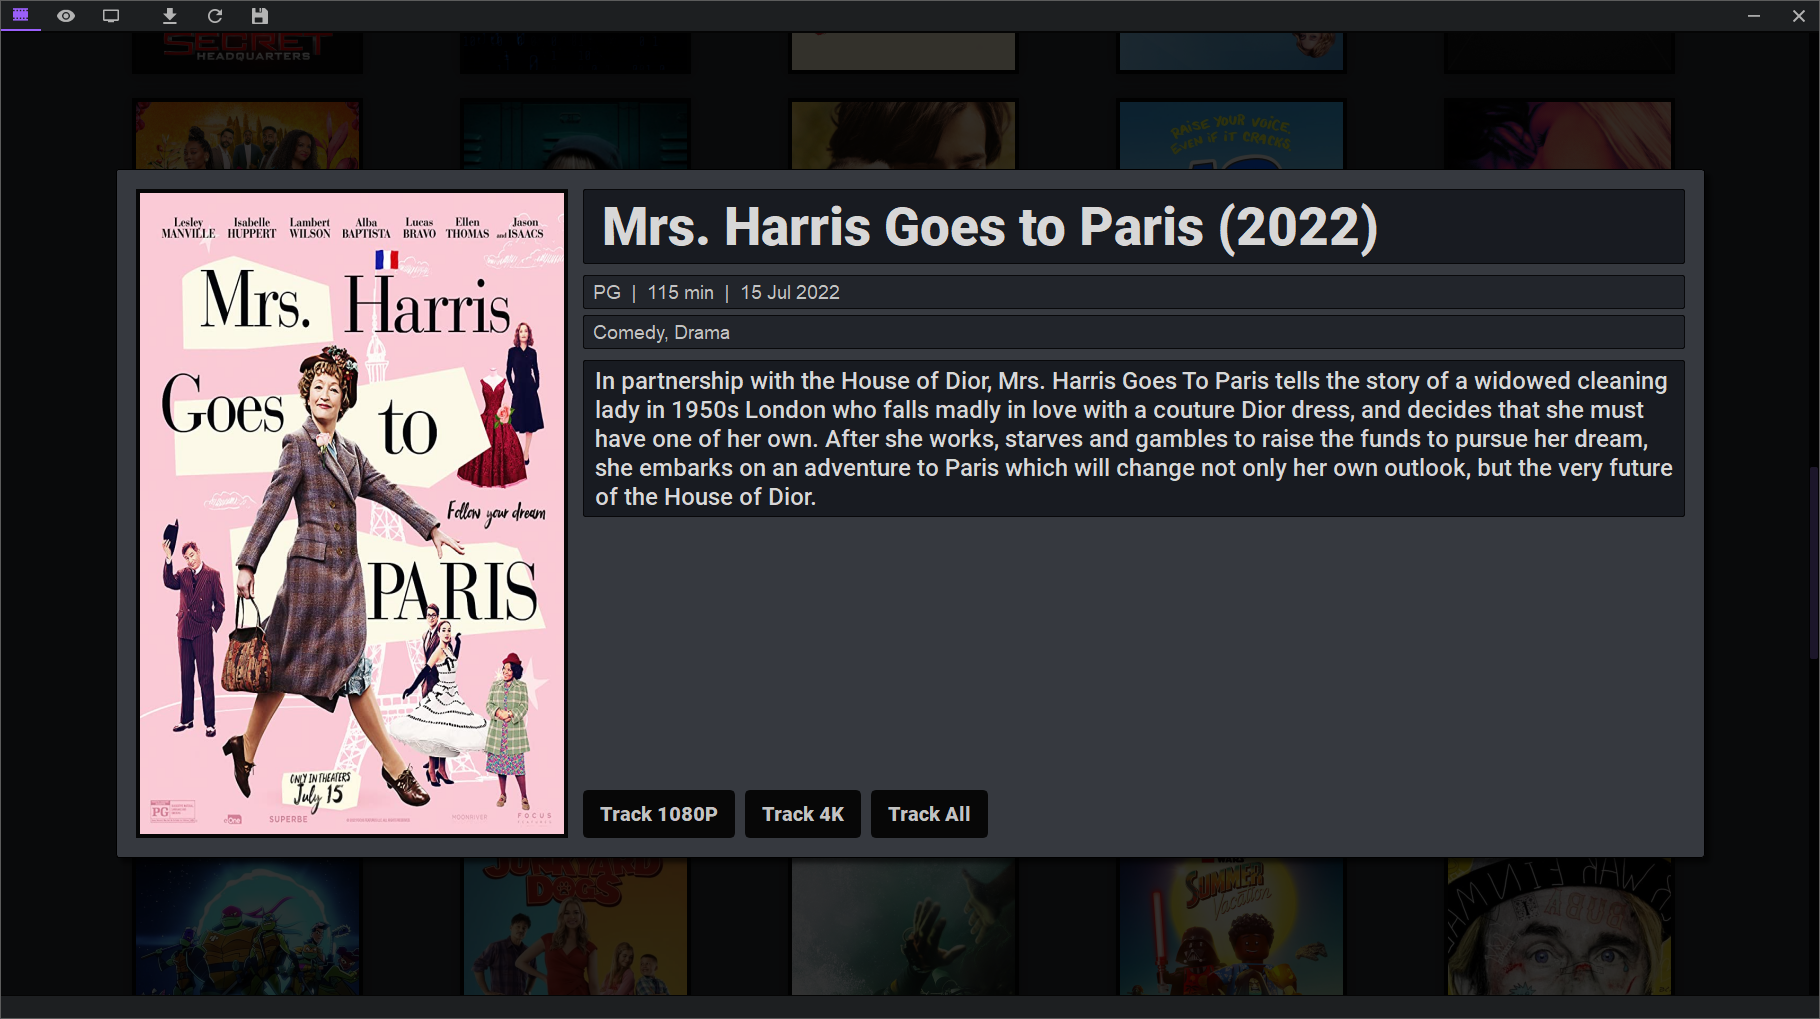 SECRET
HEADQUARTERS
RAISE YOUR VOICE.
EVEN IF IT CRACKS.
Lesley MANVILLE Isabelle HUPPERT Lambert WILSON Alba BAPTISTA Lucas BRAVO Ellen THOMAS and Jason ISAACS
Mrs. Harris
Goes to
Follow your dream
PARIS
ONLY IN THEATERS
July 15
PG
eOne SUPERBE MOONRIVER FOCUS
FEATURES
Mrs. Harris Goes to Paris (2022)
PG | 115 min | 15 Jul 2022
Comedy, Drama
In partnership with the House of Dior, Mrs. Harris Goes To Paris tells the story of a widowed cleaning
lady in 1950s London who falls madly in love with a couture Dior dress, and decides that she must
have one of her own. After she works, starves and gambles to raise the funds to pursue her dream,
she embarks on an adventure to Paris which will change not only her own outlook, but the very future
of the House of Dior.
Track 1080P Track 4K Track All
JUNKYARD
DOGS
SUMMER
Vacation